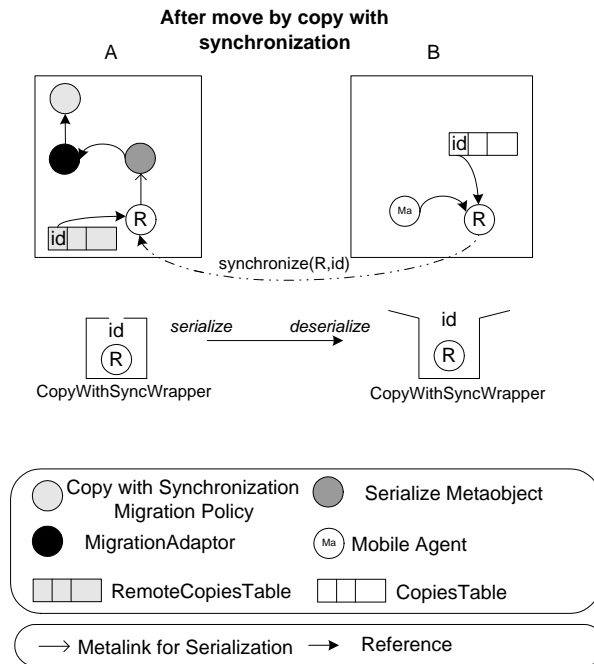 After move by copy with
synchronization
A
B
id
Ma
R
R
id
synchronize(R,id)
id
serialize
deserialize
id
R
R
CopyWithSyncWrapper
CopyWithSyncWrapper
Copy with Synchronization
Migration Policy
Serialize Metaobject
MigrationAdaptor
Ma
Mobile Agent
RemoteCopiesTable
CopiesTable
Metalink for Serialization
Reference